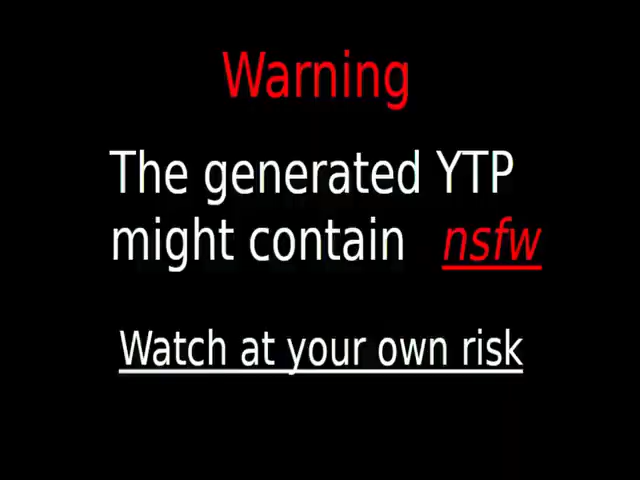 Warning
The generated YTP
might contain nsfw
Watch at your own risk